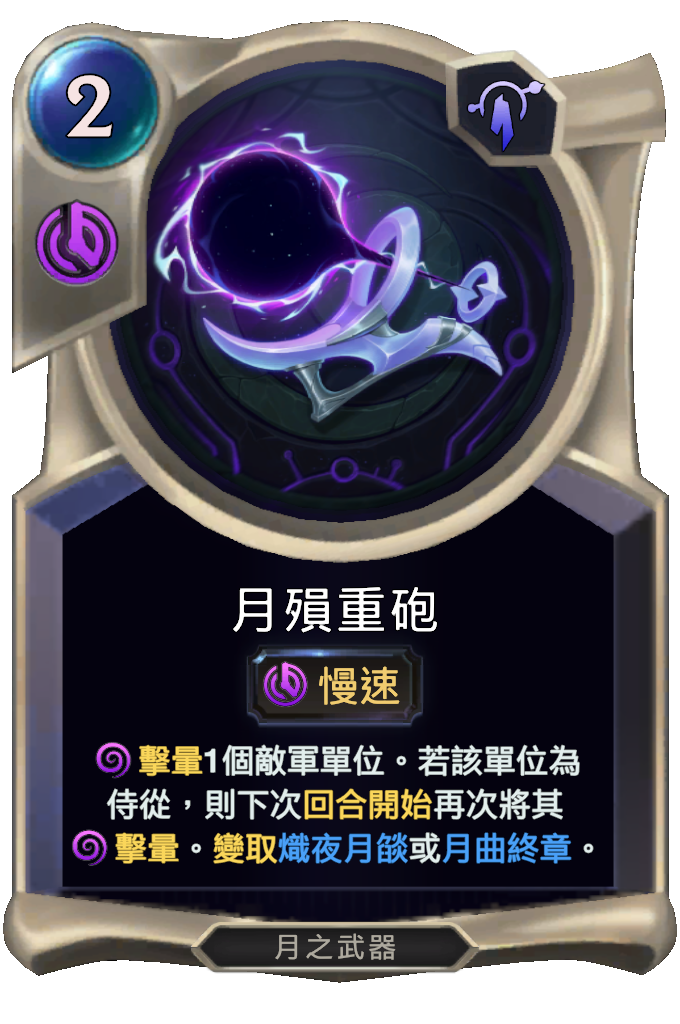 2
月殞重砲
慢速
擊暈1個敵軍單位。若該單位為
侍從，則下次回合開始再次將其
擊暈。變取熾夜月燄或月曲終章。
月之武器